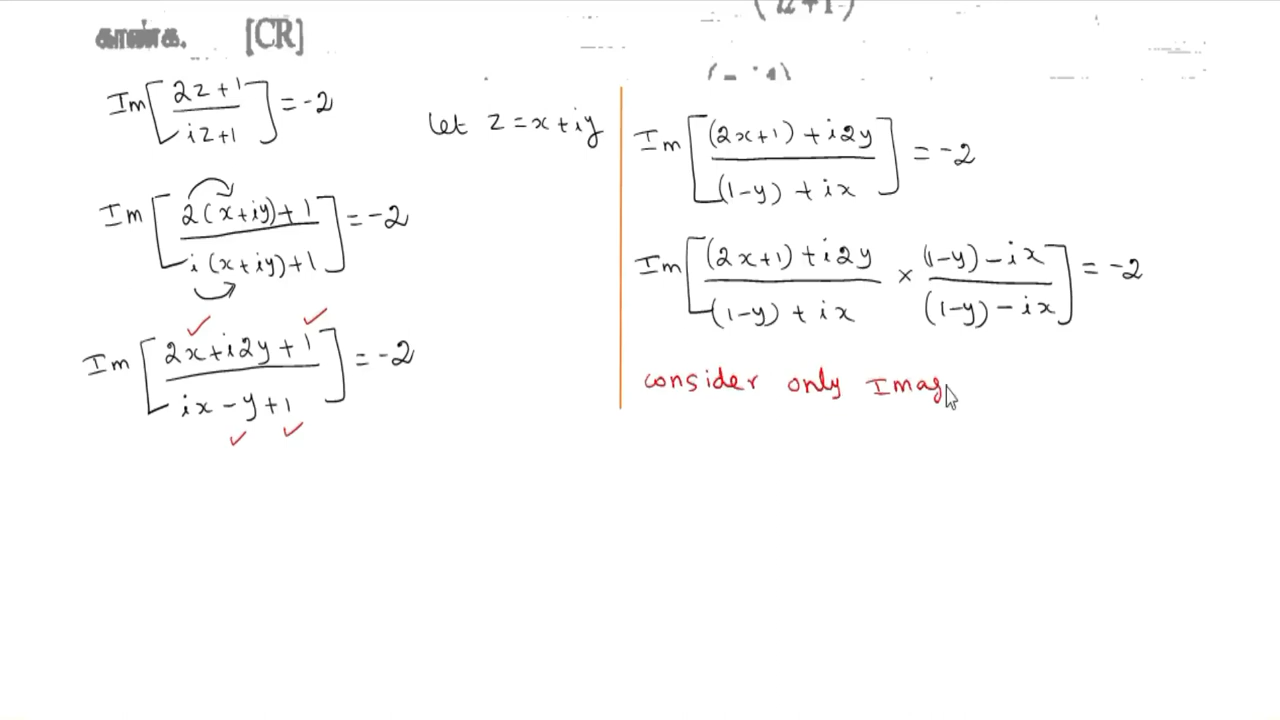 காண்க. [CR]
Im[(2z+1)/(iz+1)] = -2
let z = x+iy
Im[(2(x+iy)+1)/(i(x+iy)+1)] = -2
Im[(2x+i2y+1)/(ix-y+1)] = -2
Im[((2x+1)+i2y)/((1-y)+ix)] = -2
Im[((2x+1)+i2y)/((1-y)+ix) × ((1-y)-ix)/((1-y)-ix)] = -2
consider only Imag